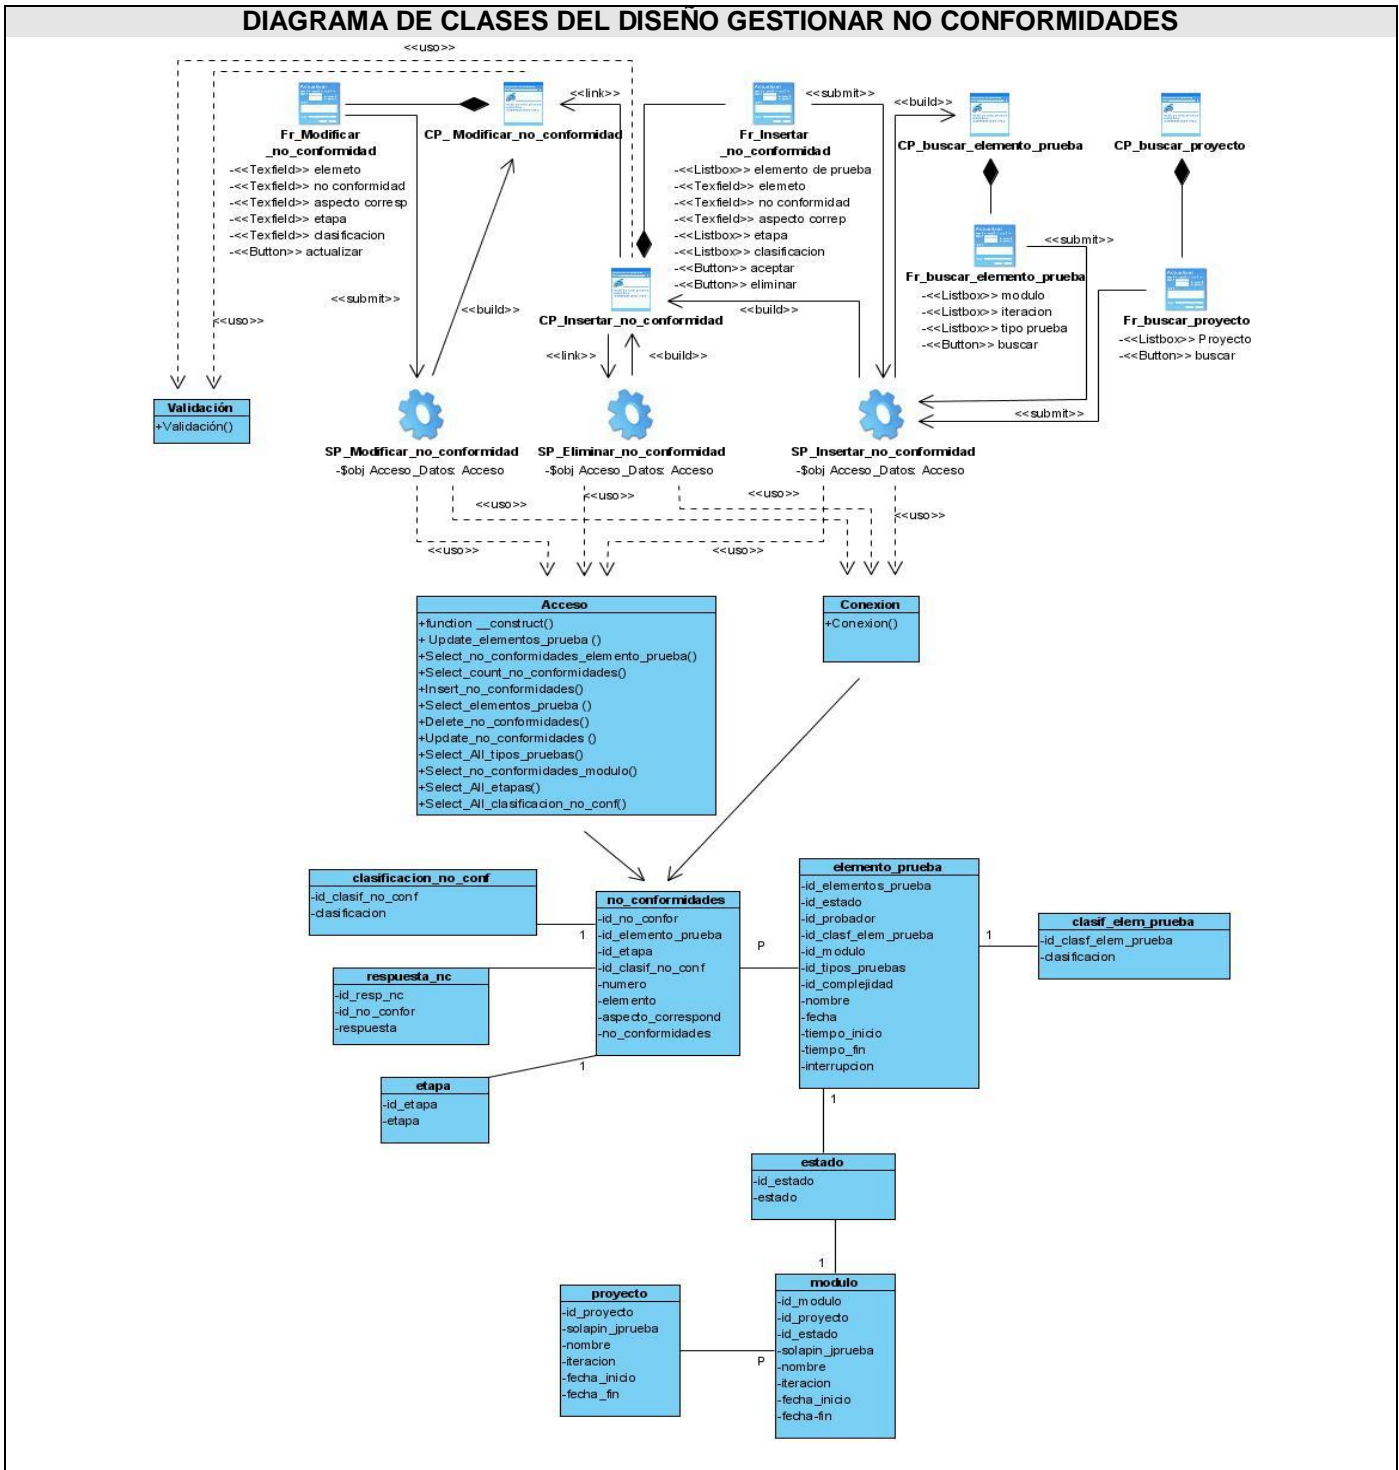 DIAGRAMA DE CLASES DEL DISEÑO GESTIONAR NO CONFORMIDADES
<<uso>>
<<link>>
<<submit>>
<<build>>
Fr_Modificar
_no_conformidad
-<<Texfield>> elemeto
-<<Texfield>> no conformidad
-<<Texfield>> aspecto corresp
-<<Texfield>> etapa
-<<Texfield>> clasificacion
-<<Button>> actualizar
CP_ Modificar_no_conformidad
Fr_Insertar
_no_conformidad
-<<Listbox>> elemento de prueba
-<<Texfield>> elemeto
-<<Texfield>> no conformidad
-<<Texfield>> aspecto correp
-<<Listbox>> etapa
-<<Listbox>> clasificacion
-<<Button>> aceptar
-<<Button>> eliminar
CP_buscar_elemento_prueba
CP_buscar_proyecto
<<submit>>
Fr_buscar_elemento_prueba
-<<Listbox>> modulo
-<<Listbox>> iteracion
-<<Listbox>> tipo prueba
-<<Button>> buscar
Fr_buscar_proyecto
-<<Listbox>> Proyecto
-<<Button>> buscar
<<submit>>
<<uso>>
<<build>>
CP_Insertar_no_conformidad
<<build>>
<<link>>
<<build>>
<<submit>>
Validación
+Validación()
SP_Modificar_no_conformidad
-$obj Acceso_Datos: Acceso
SP_Eliminar_no_conformidad
-$obj Acceso_Datos: Acceso
SP_Insertar_no_conformidad
-$obj Acceso_Datos: Acceso
<<uso>>
<<uso>>
<<uso>>
<<uso>>
<<uso>>
<<uso>>
Acceso
+function __construct()
+ Update_elementos_prueba ()
+Select_no_conformidades_elemento_prueba()
+Select_count_no_conformidades()
+Insert_no_conformidades()
+Select_elementos_prueba ()
+Delete_no_conformidades()
+Update_no_conformidades ()
+Select_All_tipos_pruebas()
+Select_no_conformidades_modulo()
+Select_All_etapas()
+Select_All_clasificacion_no_conf()
Conexion
+Conexion()
clasificacion_no_conf
-id_clasif_no_conf
-clasificacion
1
respuesta_nc
-id_resp_nc
-id_no_confor
-respuesta
etapa
-id_etapa
-etapa
1
no_conformidades
-id_no_confor
-id_elemento_prueba
-id_etapa
-id_clasif_no_conf
-numero
-elemento
-aspecto_correspond
-no_conformidades
P
elemento_prueba
-id_elementos_prueba
-id_estado
-id_probador
-id_clasf_elem_prueba
-id_modulo
-id_tipos_pruebas
-id_complejidad
-nombre
-fecha
-tiempo_inicio
-tiempo_fin
-interrupcion
1
clasif_elem_prueba
-id_clasf_elem_prueba
-clasificacion
1
estado
-id_estado
-estado
1
proyecto
-id_proyecto
-solapin_jprueba
-nombre
-iteracion
-fecha_inicio
-fecha_fin
P
modulo
-id_modulo
-id_proyecto
-id_estado
-solapin_jprueba
-nombre
-iteracion
-fecha_inicio
-fecha-fin